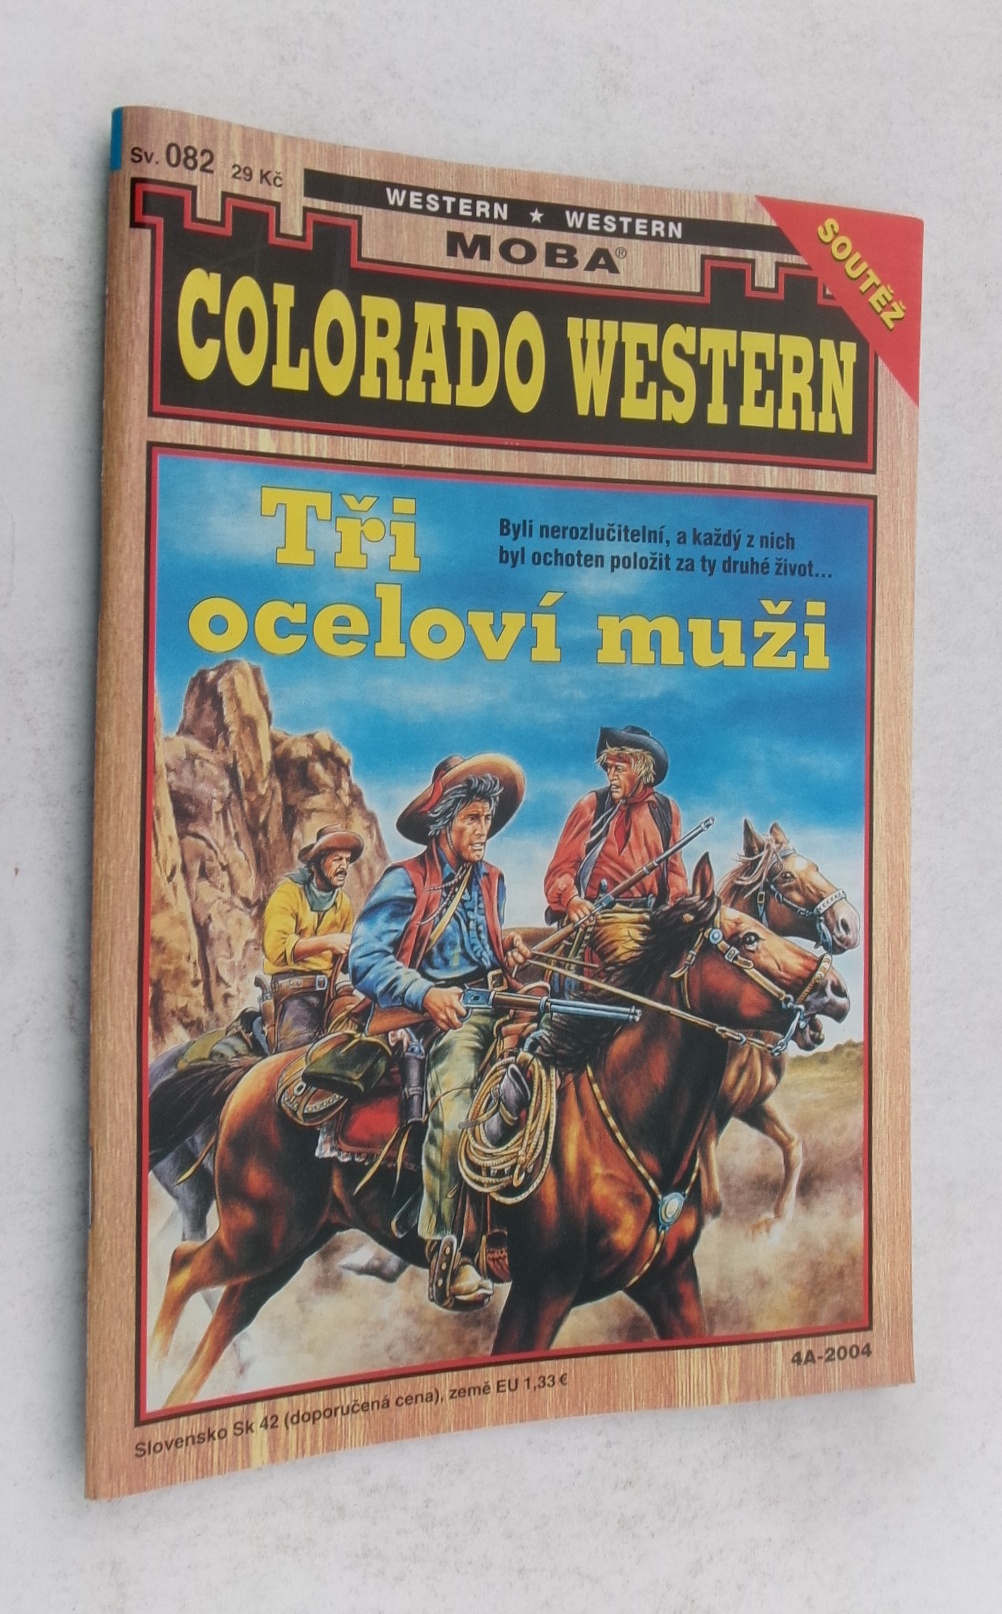 Sv. 082 29 Kč
WESTERN ★ WESTERN
MOBA®
SOUTĚŽ
COLORADO WESTERN
Tři
oceloví muži
Byli nerozlučitelní, a každý z nich
byl ochoten položit za ty druhé život...
4A-2004
Slovensko Sk 42 (doporučená cena), země EU 1,33 €